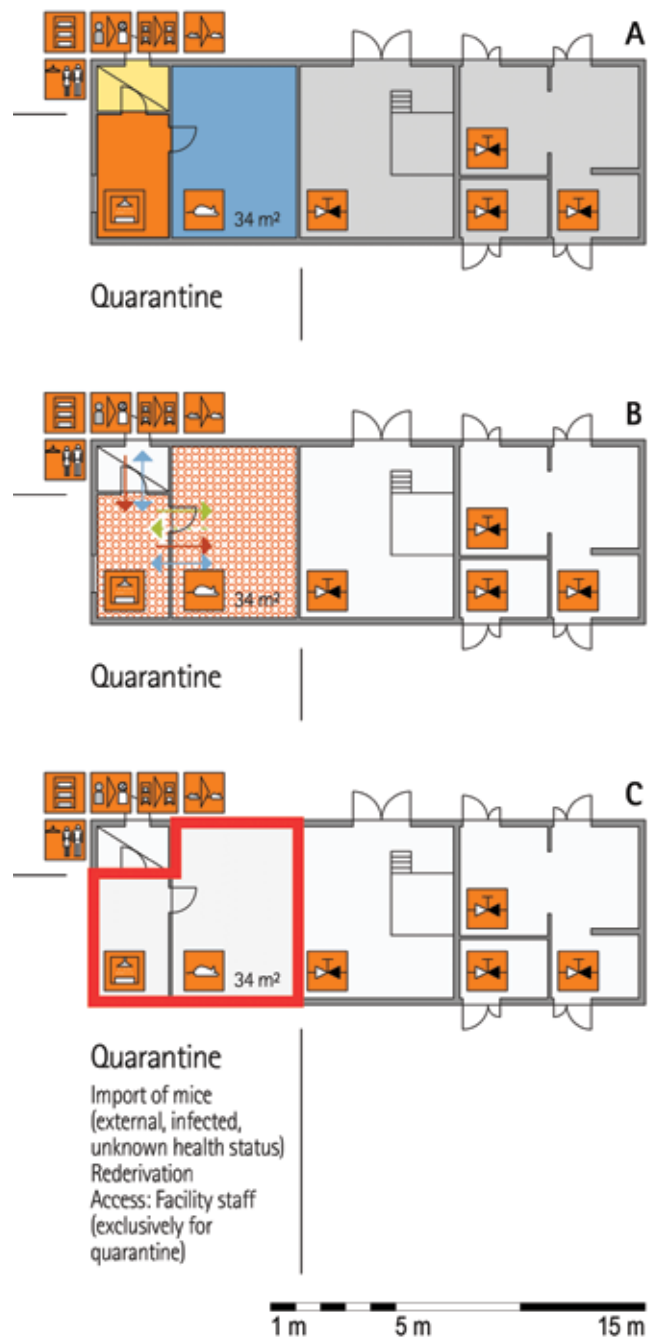 A
34 m²
Quarantine
B
34 m²
Quarantine
C
34 m²
Quarantine
Import of mice
(external, infected,
unknown health status)
Rederivation
Access: Facility staff
(exclusively for
quarantine)
1 m 5 m 15 m